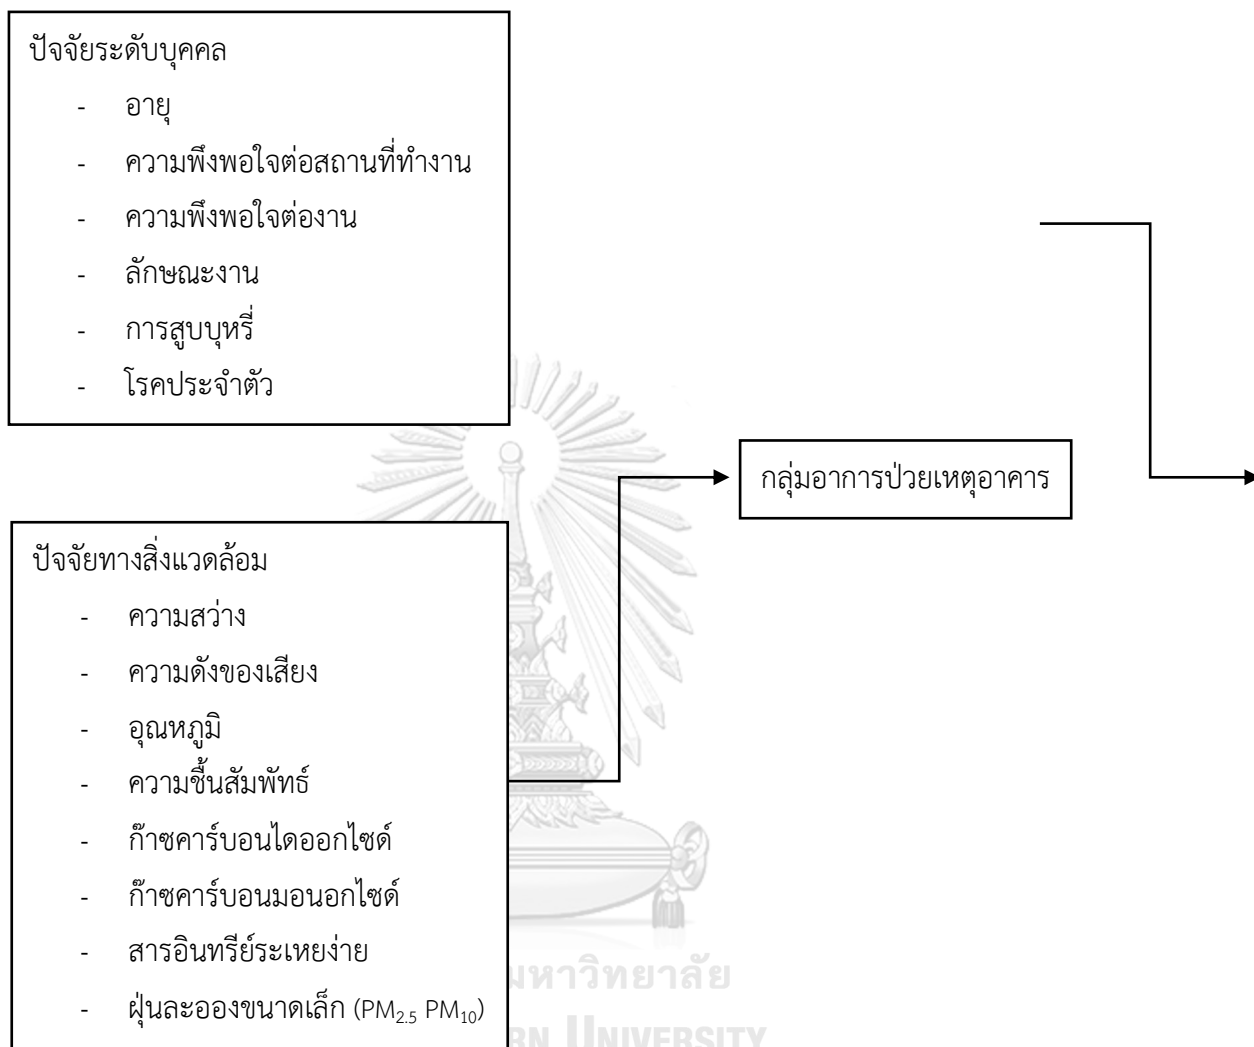 ปัจจัยระดับบุคคล
- อายุ
- ความพึงพอใจต่อสถานที่ทำงาน
- ความพึงพอใจต่องาน
- ลักษณะงาน
- การสูบบุหรี่
- โรคประจำตัว
กลุ่มอาการป่วยเหตุอาคาร
ปัจจัยทางสิ่งแวดล้อม
- ความสว่าง
- ความดังของเสียง
- อุณหภูมิ
- ความชื้นสัมพัทธ์
- ก๊าซคาร์บอนไดออกไซด์
- ก๊าซคาร์บอนมอนอกไซด์
- สารอินทรีย์ระเหยง่าย
- ฝุ่นละอองขนาดเล็ก (PM2.5 PM10)
มหาวิทยาลัย
RN UNIVERSITY